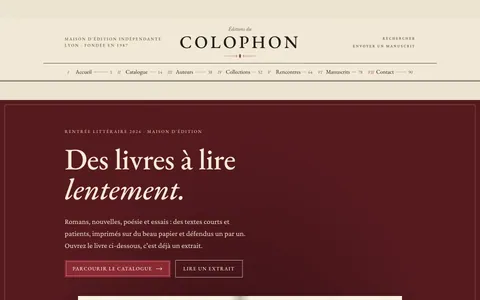 MAISON D'ÉDITION INDÉPENDANTE
LYON · FONDÉE EN 1987
Éditions du
COLOPHON
RECHERCHER
ENVOYER UN MANUSCRIT
Accueil Catalogue Auteurs Collections Rencontres Manuscrits Contact
RENTRÉE LITTÉRAIRE 2026 · MAISON D'ÉDITION
Des livres à lire
lentement.
Romans, nouvelles, poésie et essais : des textes courts et
patients, imprimés sur du beau papier et défendus un par un.
Ouvrez le livre ci-dessous, c'est déjà un extrait.
PARCOURIR LE CATALOGUE →
LIRE UN EXTRAIT